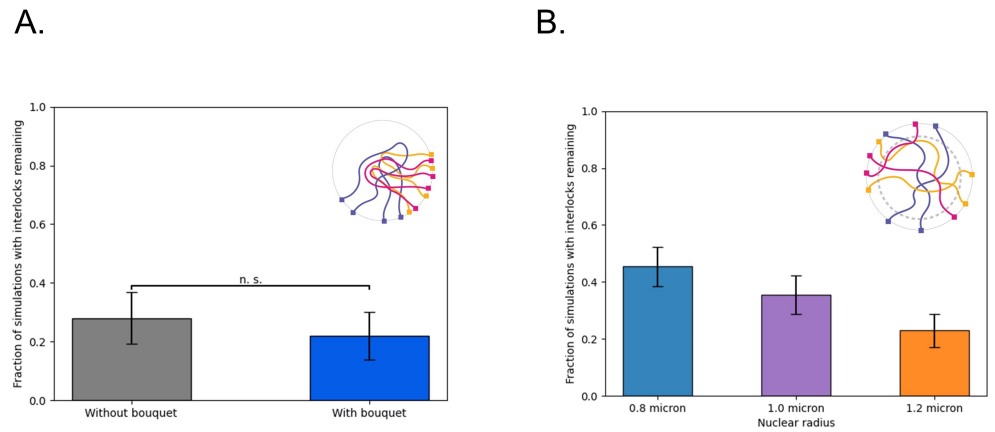 A.
B.
Fraction of simulations with interlocks remaining
1.0
0.8
0.6
0.4
0.2
0.0
n. s.
Without bouquet
With bouquet
Fraction of simulations with interlocks remaining
1.0
0.8
0.6
0.4
0.2
0.0
0.8 micron
1.0 micron
1.2 micron
Nuclear radius